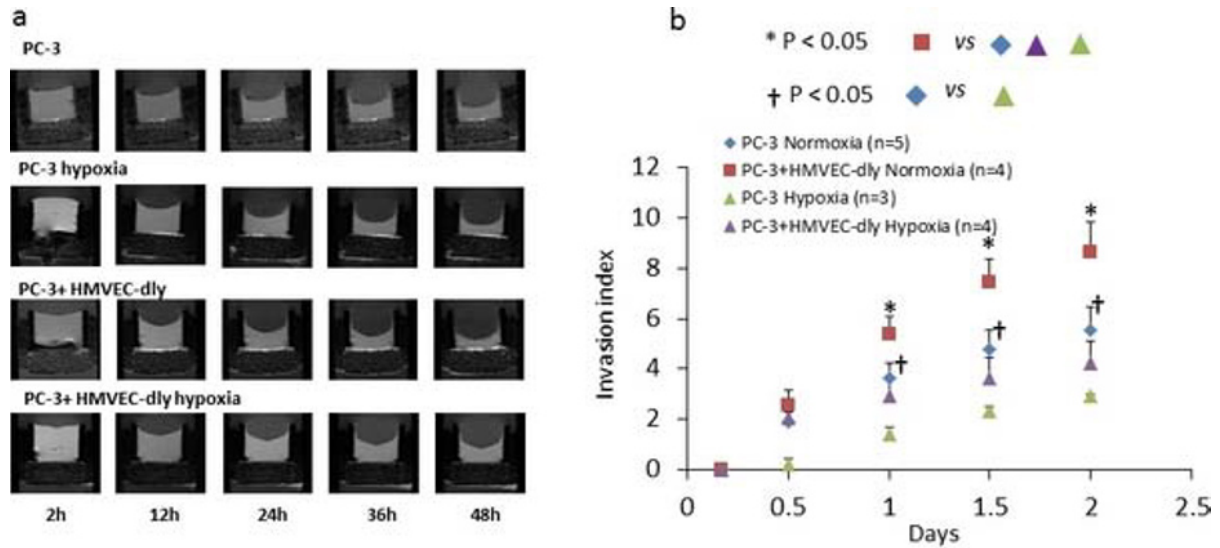 a
PC-3
PC-3 hypoxia
PC-3+ HMVEC-dly
PC-3+ HMVEC-dly hypoxia
2h 12h 24h 36h 48h
b
* P < 0.05 vs
† P < 0.05 vs
PC-3 Normoxia (n=5)
PC-3+HMVEC-dly Normoxia (n=4)
PC-3 Hypoxia (n=3)
PC-3+HMVEC-dly Hypoxia (n=4)
Invasion index
12
10
8
6
4
2
0
* * *
† † †
0 0.5 1 1.5 2 2.5
Days